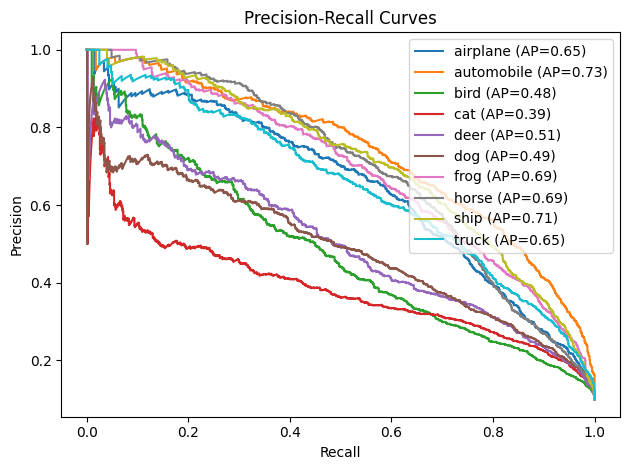 Precision-Recall Curves
1.0
0.8
0.6
0.4
0.2
Precision
airplane (AP=0.65)
automobile (AP=0.73)
bird (AP=0.48)
cat (AP=0.39)
deer (AP=0.51)
dog (AP=0.49)
frog (AP=0.69)
horse (AP=0.69)
ship (AP=0.71)
truck (AP=0.65)
0.0 0.2 0.4 0.6 0.8 1.0
Recall